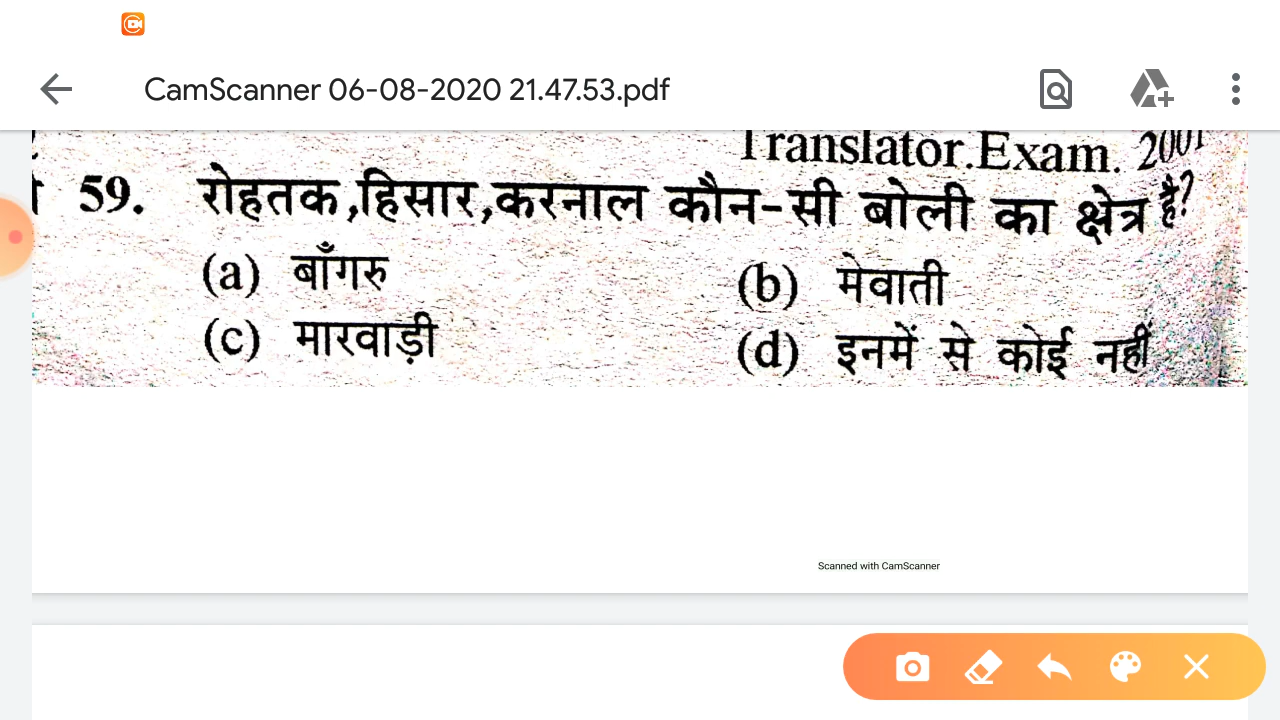 CamScanner 06-08-2020 21.47.53.pdf
Translator.Exam. 2001
59. रोहतक,हिसार,करनाल कौन-सी बोली का क्षेत्र है?
(a) बाँगरु (b) मेवाती
(c) मारवाड़ी (d) इनमें से कोई नहीं
Scanned with CamScanner